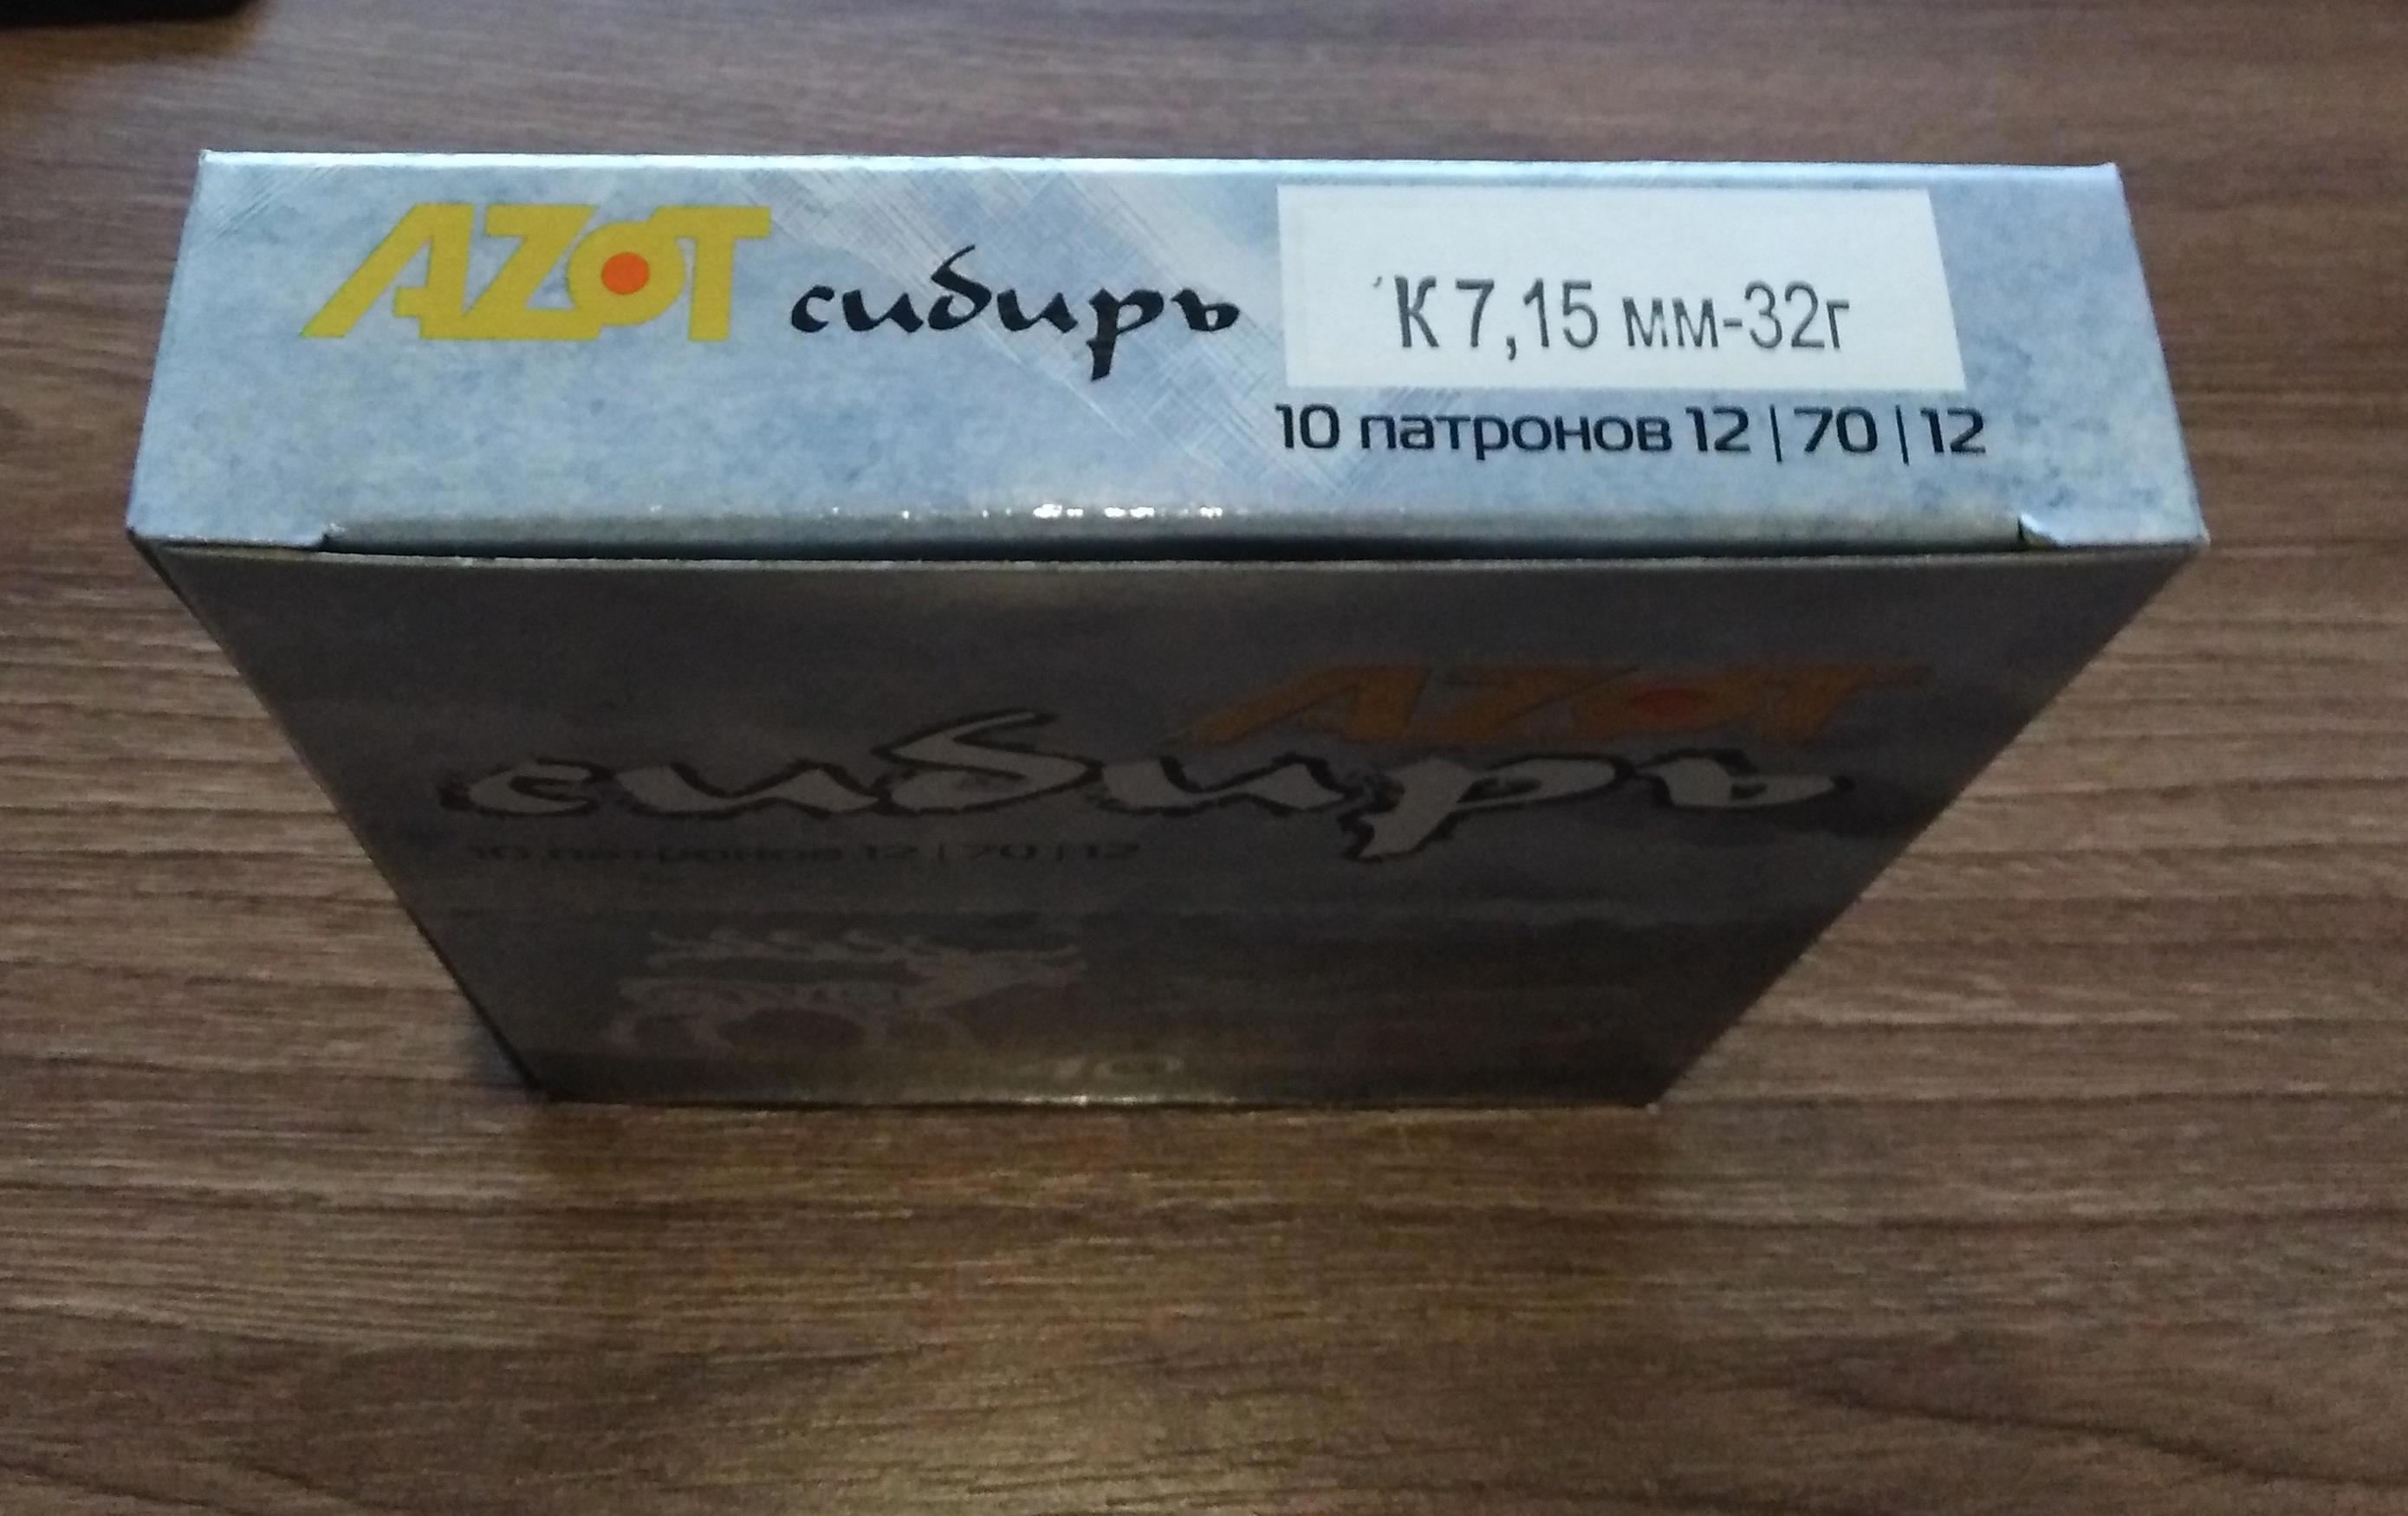 AZOT сибирь
К 7,15 мм-32г
10 патронов 12 | 70 | 12
AZOT
сибирь
10 патронов 12 | 70 | 12